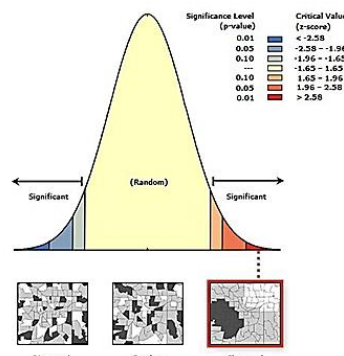 Significance Level (p-value)
Critical Value (z-score)
0.01 < -2.58
0.05 -2.58 – -1.96
0.10 -1.96 – -1.65
--- -1.65 – 1.65
0.10 1.65 – 1.96
0.05 1.96 – 2.58
0.01 > 2.58
Significant
(Random)
Significant